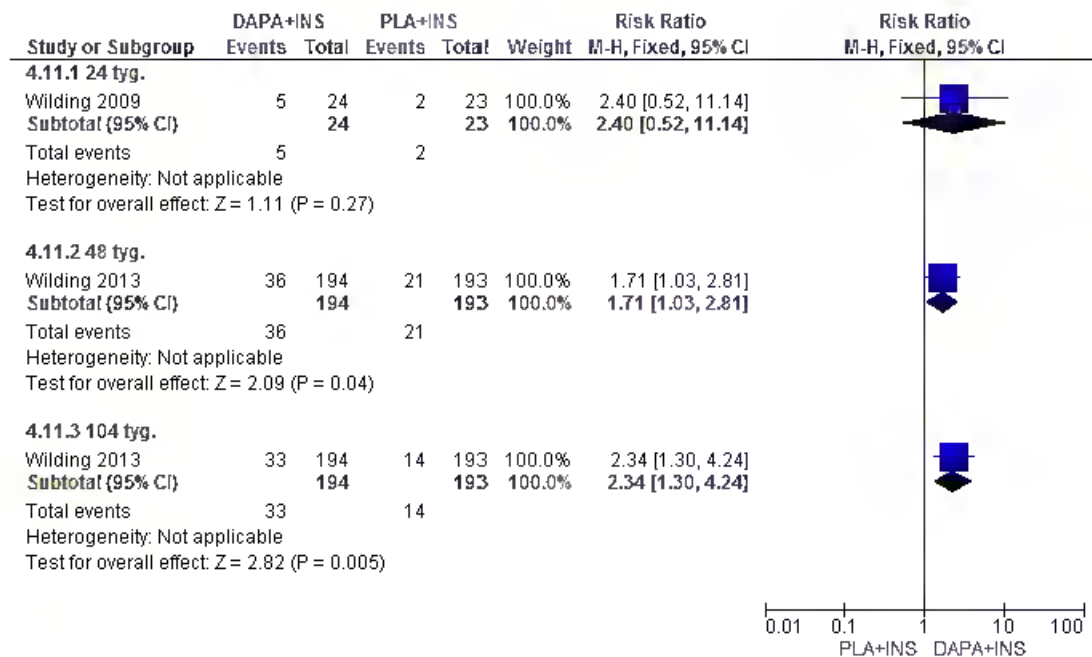 DAPA+INS PLA+INS Risk Ratio Risk Ratio
Study or Subgroup Events Total Events Total Weight M-H, Fixed, 95% CI M-H, Fixed, 95% CI
4.11.1 24 tyg.
Wilding 2009 5 24 2 23 100.0% 2.40 [0.52, 11.14]
Subtotal (95% CI) 24 23 100.0% 2.40 [0.52, 11.14]
Total events 5 2
Heterogeneity: Not applicable
Test for overall effect: Z = 1.11 (P = 0.27)
4.11.2 48 tyg.
Wilding 2013 36 194 21 193 100.0% 1.71 [1.03, 2.81]
Subtotal (95% CI) 194 193 100.0% 1.71 [1.03, 2.81]
Total events 36 21
Heterogeneity: Not applicable
Test for overall effect: Z = 2.09 (P = 0.04)
4.11.3 104 tyg.
Wilding 2013 33 194 14 193 100.0% 2.34 [1.30, 4.24]
Subtotal (95% CI) 194 193 100.0% 2.34 [1.30, 4.24]
Total events 33 14
Heterogeneity: Not applicable
Test for overall effect: Z = 2.82 (P = 0.005)
0.01 0.1 1 10 100
PLA+INS DAPA+INS